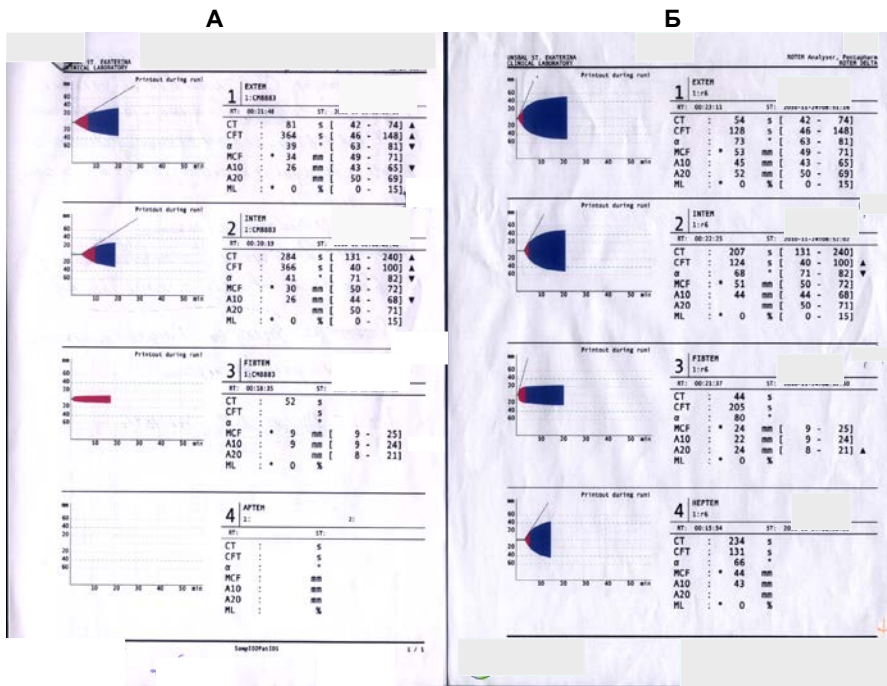 А
Б
ST. EKATERINA
CLINICAL LABORATORY
Printout during run!
1
EXTEM
1:CM8883
RT: 00:21:48 ST:
CT : 81 s [ 42 - 74] ▲
CFT : 364 s [ 46 - 148] ▲
α : 39 ° [ 63 - 81] ▼
MCF : * 34 mm [ 49 - 71]
A10 : 26 mm [ 43 - 65] ▼
A20 : mm [ 50 - 69]
ML : * 0 % [ 0 - 15]
Printout during run!
2
INTEM
1:CM8883
RT: 00:20:19 ST:
CT : 284 s [ 131 - 240] ▲
CFT : 366 s [ 40 - 100] ▲
α : 41 ° [ 71 - 82] ▼
MCF : * 30 mm [ 50 - 72]
A10 : 26 mm [ 44 - 68] ▼
A20 : mm [ 50 - 71]
ML : * 0 % [ 0 - 15]
Printout during run!
3
FIBTEM
1:CM8883
RT: 00:18:35 ST:
CT : 52 s
CFT : s
α : °
MCF : * 9 mm [ 9 - 25]
A10 : 9 mm [ 9 - 24]
A20 : mm [ 8 - 21]
ML : * 0 %
4
APTEM
1: 2:
RT: ST:
CT : s
CFT : s
α : °
MCF : mm
A10 : mm
A20 : mm
ML : %
1 / 1
UMBAL ST. EKATERINA
CLINICAL LABORATORY
ROTEM Analyser, Pentapharm
ROTEM DELTA
Printout during run!
1
EXTEM
1:r6
RT: 00:23:11 ST:
CT : 54 s [ 42 - 74]
CFT : 128 s [ 46 - 148]
α : 73 ° [ 63 - 81]
MCF : * 53 mm [ 49 - 71]
A10 : 45 mm [ 43 - 65]
A20 : 52 mm [ 50 - 69]
ML : * 0 % [ 0 - 15]
Printout during run!
2
INTEM
1:r6
RT: 00:22:25 ST:
CT : 207 s [ 131 - 240]
CFT : 124 s [ 40 - 100] ▲
α : 68 ° [ 71 - 82] ▼
MCF : * 51 mm [ 50 - 72]
A10 : 44 mm [ 44 - 68]
A20 : mm [ 50 - 71]
ML : * 0 % [ 0 - 15]
Printout during run!
3
FIBTEM
1:r6
RT: 00:21:37 ST:
CT : 44 s
CFT : 205 s
α : 80 °
MCF : * 24 mm [ 9 - 25]
A10 : 22 mm [ 9 - 24]
A20 : 24 mm [ 8 - 21] ▲
ML : * 0 %
Printout during run!
4
HEPTEM
1:r6
RT: 00:15:54 ST:
CT : 234 s
CFT : 131 s
α : 66 °
MCF : * 44 mm
A10 : 43 mm
A20 : mm
ML : * 0 %